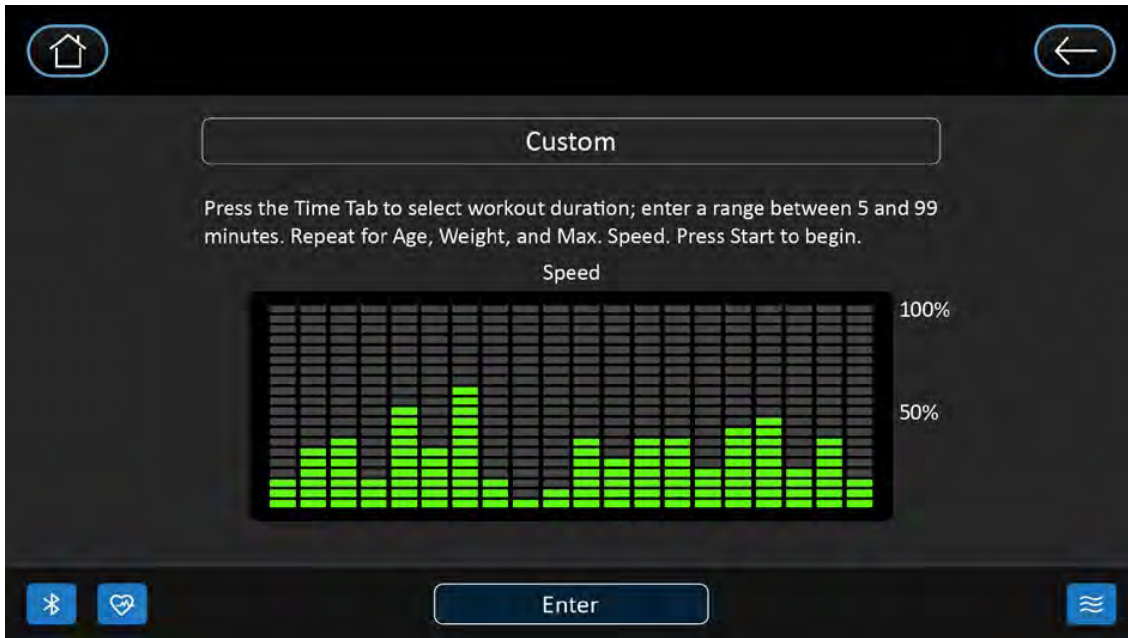 Custom
Press the Time Tab to select workout duration; enter a range between 5 and 99
minutes. Repeat for Age, Weight, and Max. Speed. Press Start to begin.
Speed
100%
50%
Enter